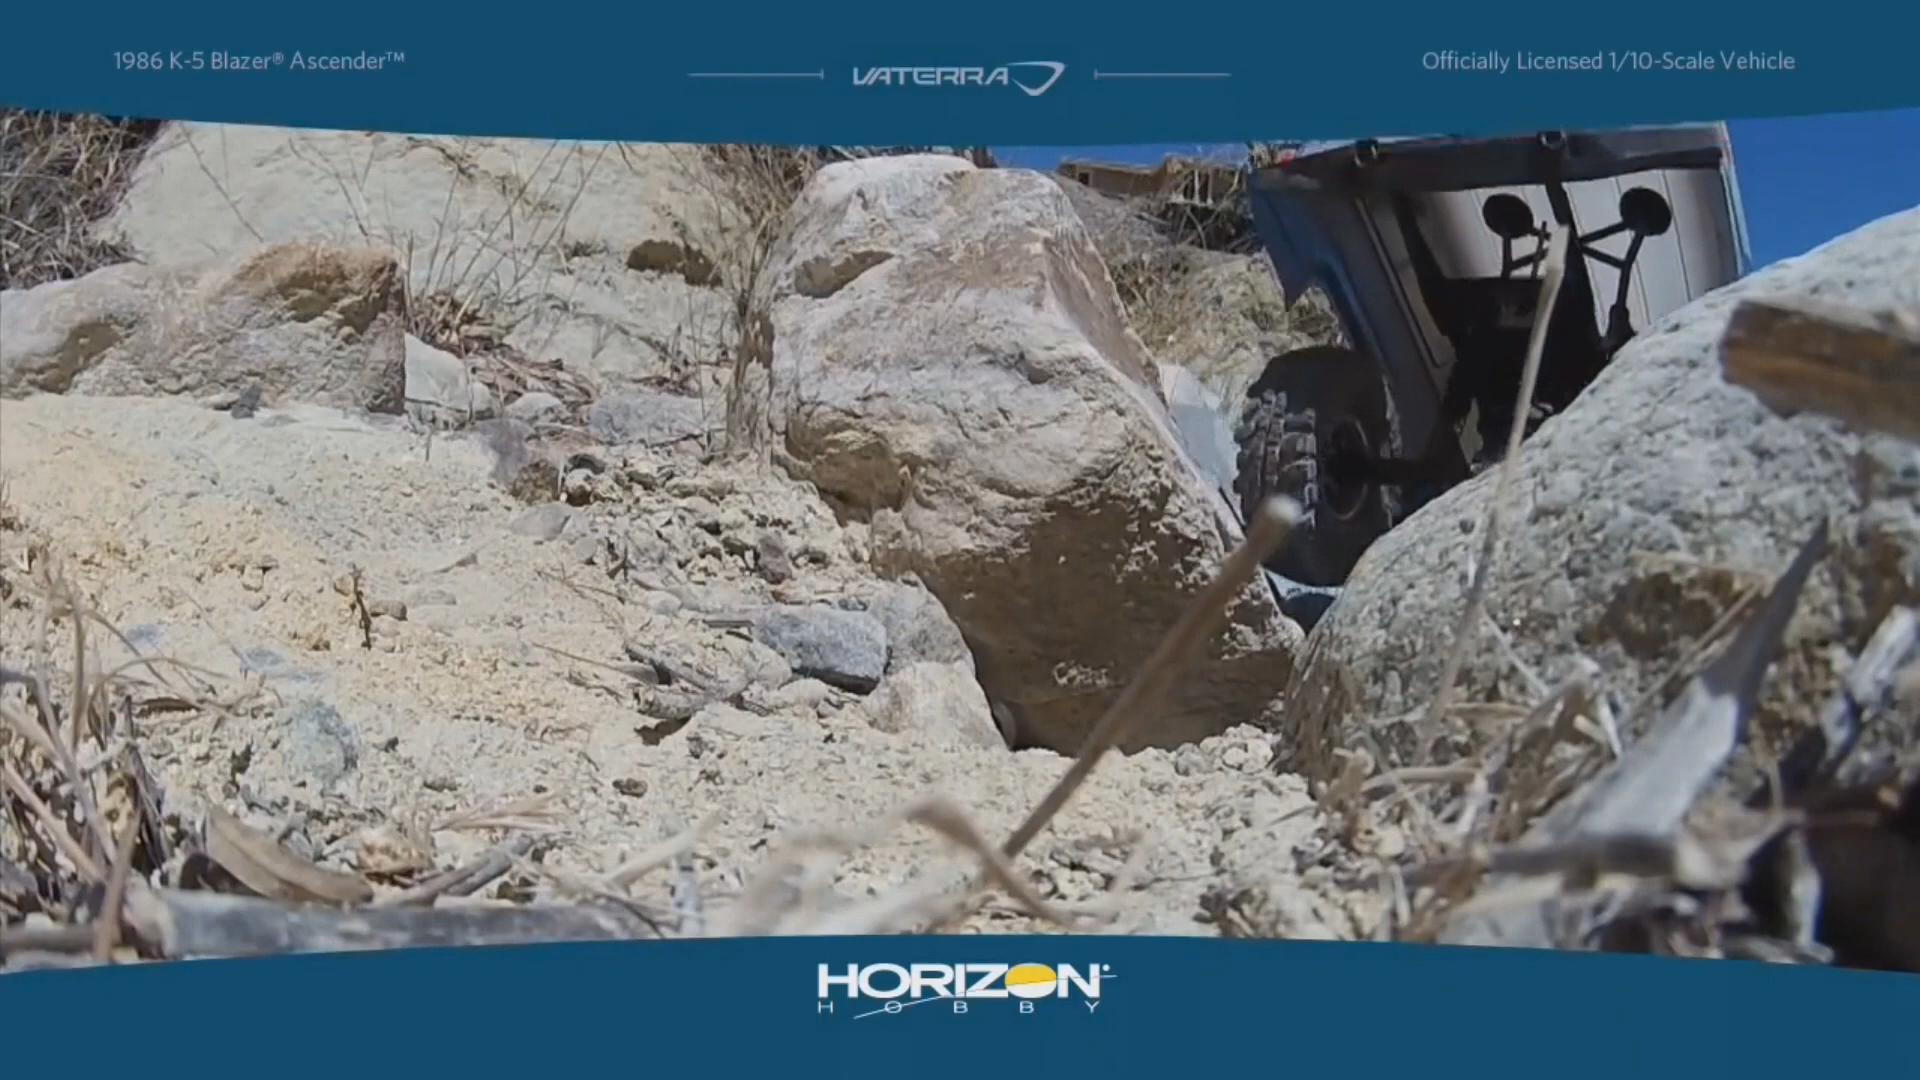 1986 K-5 Blazer® Ascender™
VATERRA
Officially Licensed 1/10-Scale Vehicle
HORIZON
HOBBY